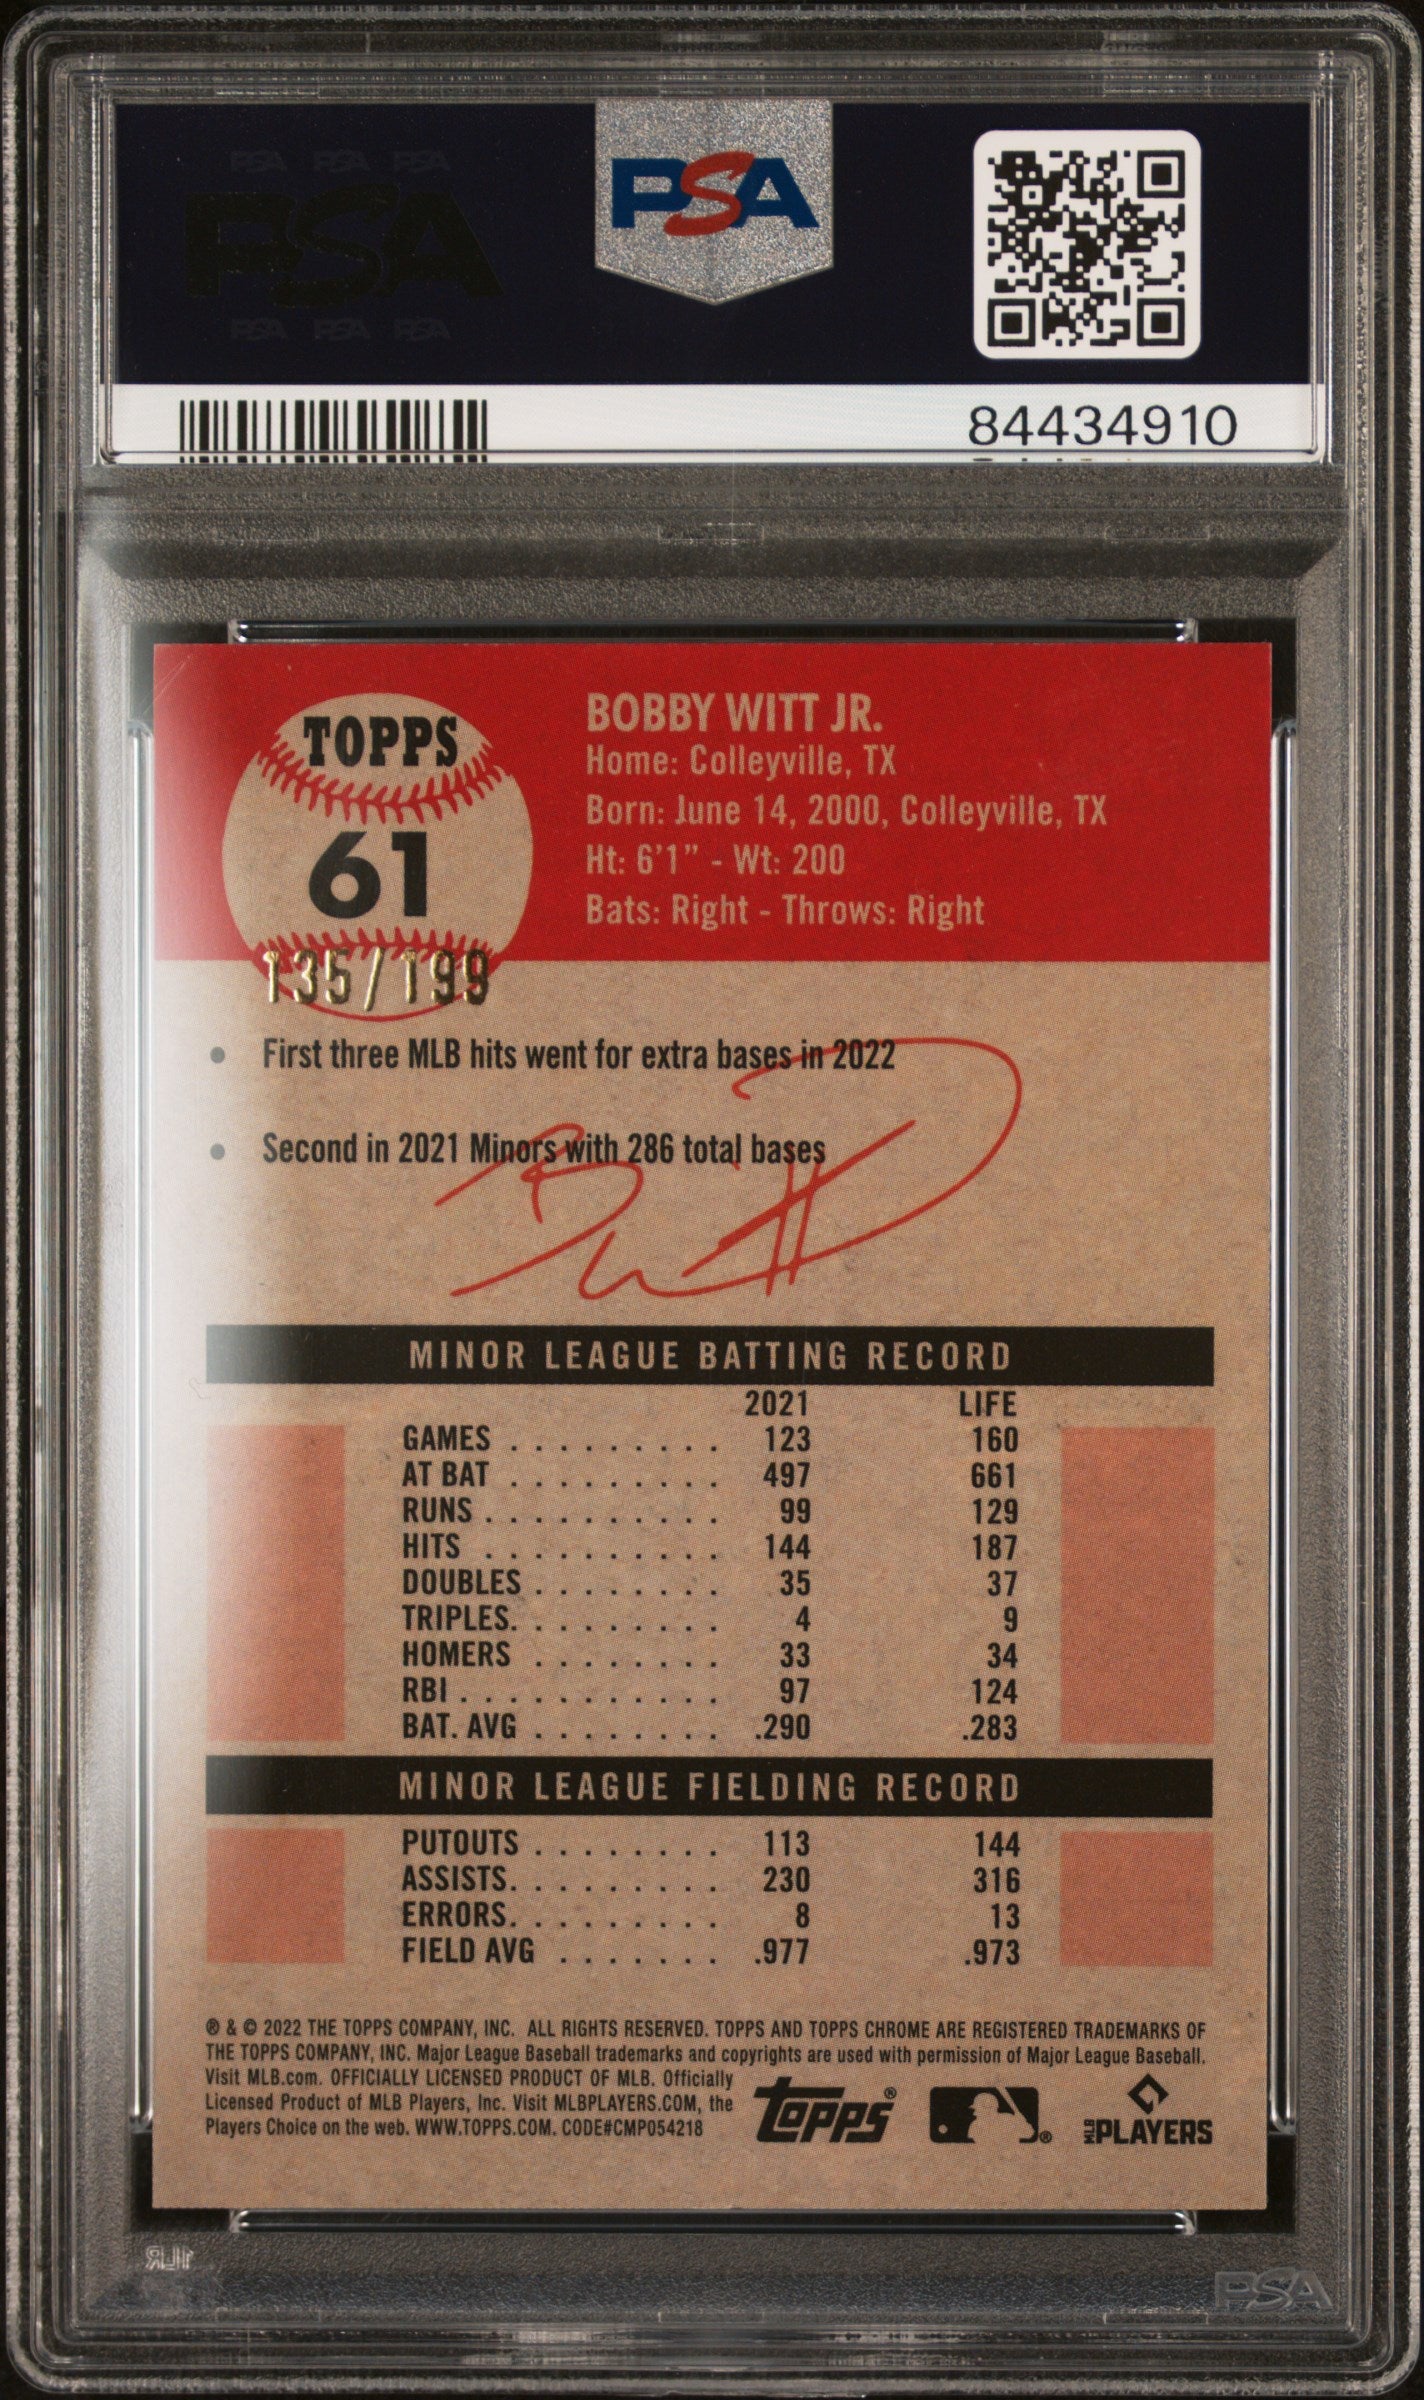 PSA PSA PSA
PSA
PSA PSA PSA
PSA
84434910
TOPPS
61
135/199
BOBBY WITT JR.
Home: Colleyville, TX
Born: June 14, 2000, Colleyville, TX
Ht: 6'1" - Wt: 200
Bats: Right - Throws: Right
• First three MLB hits went for extra bases in 2022
• Second in 2021 Minors with 286 total bases
MINOR LEAGUE BATTING RECORD
2021 LIFE
GAMES . . . . . . . . . 123 160
AT BAT . . . . . . . . . 497 661
RUNS . . . . . . . . . . 99 129
HITS . . . . . . . . . . 144 187
DOUBLES . . . . . . . . 35 37
TRIPLES. . . . . . . . . 4 9
HOMERS . . . . . . . . 33 34
RBI . . . . . . . . . . . 97 124
BAT. AVG . . . . . . . . .290 .283
MINOR LEAGUE FIELDING RECORD
PUTOUTS . . . . . . . . 113 144
ASSISTS. . . . . . . . . 230 316
ERRORS. . . . . . . . . 8 13
FIELD AVG . . . . . . . .977 .973
® & © 2022 THE TOPPS COMPANY, INC. ALL RIGHTS RESERVED. TOPPS AND TOPPS CHROME ARE REGISTERED TRADEMARKS OF
THE TOPPS COMPANY, INC. Major League Baseball trademarks and copyrights are used with permission of Major League Baseball.
Visit MLB.com. OFFICIALLY LICENSED PRODUCT OF MLB. Officially
Licensed Product of MLB Players, Inc. Visit MLBPLAYERS.COM, the
Players Choice on the web. WWW.TOPPS.COM. CODE#CMP054218
topps®
®
MLB PLAYERS
PSA